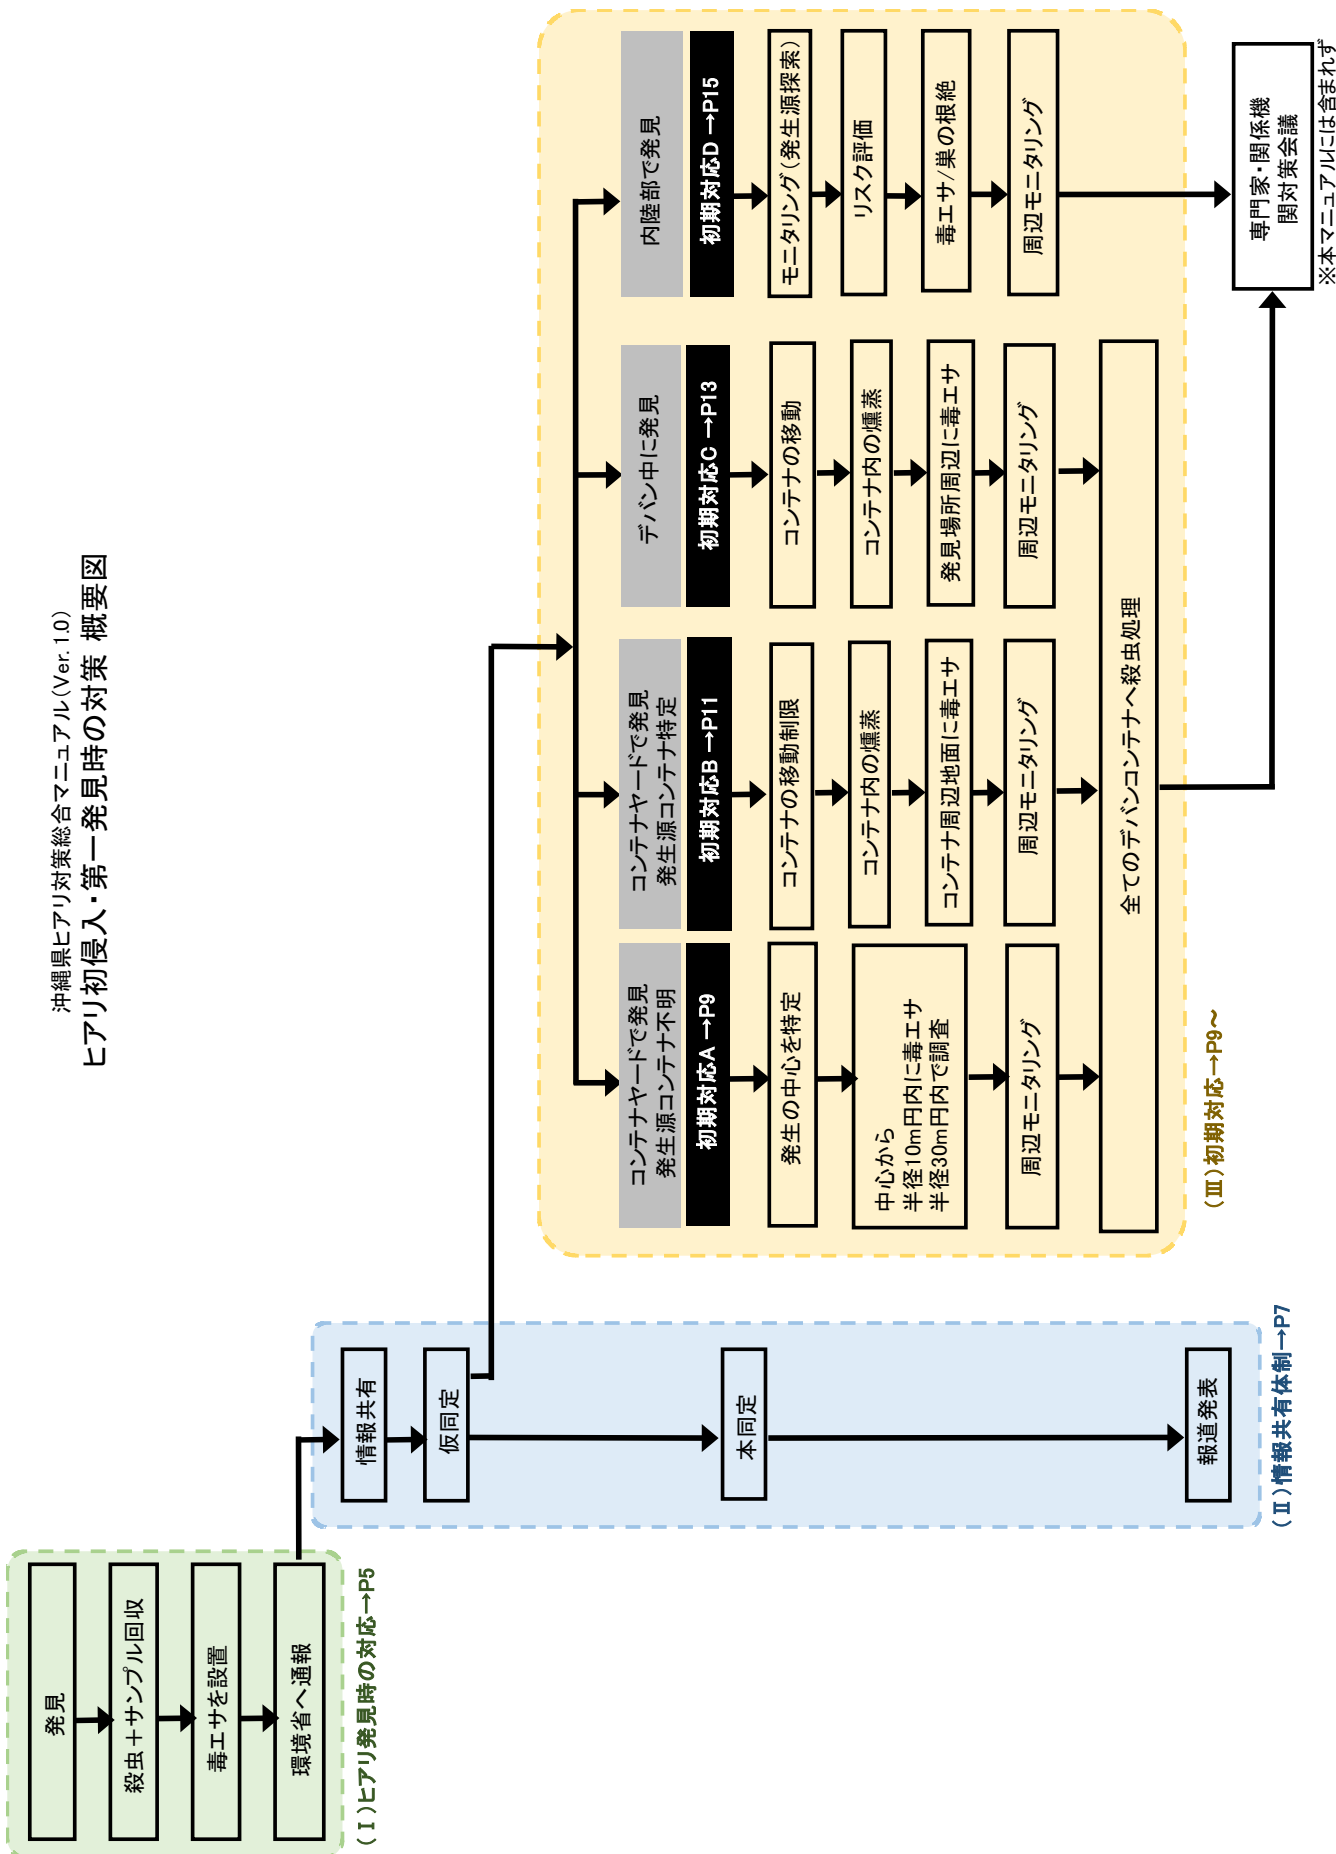 沖縄県ヒアリ対策総合マニュアル(Ver. 1.0)
ヒアリ初侵入・第一発見時の対策 概要図
発見
殺虫＋サンプル回収
毒エサを設置
環境省へ通報
(Ⅰ)ヒアリ発見時の対応→P5
情報共有
仮同定
本同定
報道発表
(Ⅱ)情報共有体制→P7
コンテナヤードで発見
発生源コンテナ不明
初期対応A →P9
発生の中心を特定
中心から
半径10m円内に毒エサ
半径30m円内で調査
周辺モニタリング
コンテナヤードで発見
発生源コンテナ特定
初期対応B →P11
コンテナの移動制限
コンテナ内の燻蒸
コンテナ周辺地面に毒エサ
周辺モニタリング
デバン中に発見
初期対応C →P13
コンテナの移動
コンテナ内の燻蒸
発見場所周辺に毒エサ
周辺モニタリング
全てのデバンコンテナへ殺虫処理
内陸部で発見
初期対応D →P15
モニタリング(発生源探索)
リスク評価
毒エサ/巣の根絶
周辺モニタリング
(Ⅲ)初期対応→P9～
専門家・関係機
関対策会議
※本マニュアルには含まれず